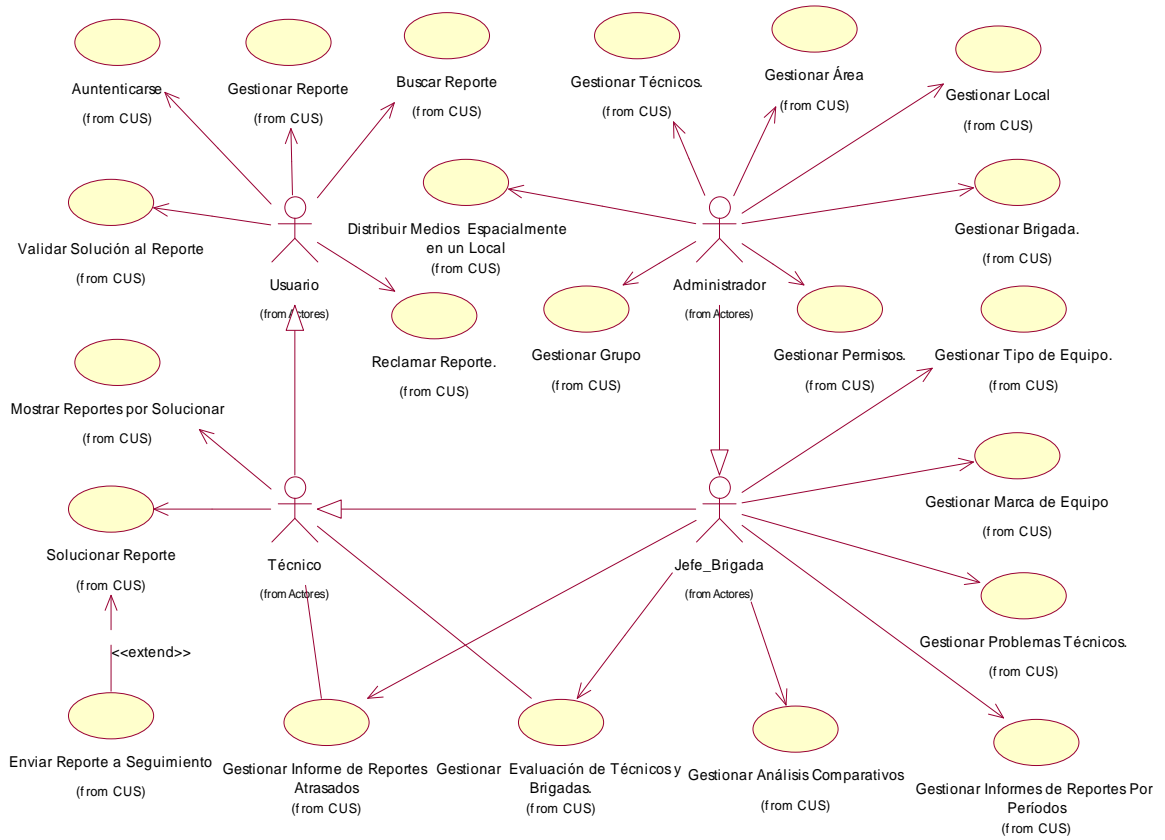 Auntenticarse
(from CUS)
Gestionar Reporte
(from CUS)
Buscar Reporte
(from CUS)
Gestionar Técnicos.
(from CUS)
Gestionar Área
(from CUS)
Gestionar Local
(from CUS)
Validar Solución al Reporte
(from CUS)
Usuario
(from Actores)
Distribuir Medios Espacialmente
en un Local
(from CUS)
Administrador
(from Actores)
Gestionar Brigada.
(from CUS)
Reclamar Reporte.
(from CUS)
Gestionar Grupo
(from CUS)
Gestionar Permisos.
(from CUS)
Gestionar Tipo de Equipo.
(from CUS)
Mostrar Reportes por Solucionar
(from CUS)
Gestionar Marca de Equipo
(from CUS)
Solucionar Reporte
(from CUS)
Técnico
(from Actores)
Jefe_Brigada
(from Actores)
Gestionar Problemas Técnicos.
(from CUS)
<<extend>>
Enviar Reporte a Seguimiento
(from CUS)
Gestionar Informe de Reportes
Atrasados
(from CUS)
Gestionar Evaluación de Técnicos y
Brigadas.
(from CUS)
Gestionar Análisis Comparativos
(from CUS)
Gestionar Informes de Reportes Por
Períodos
(from CUS)